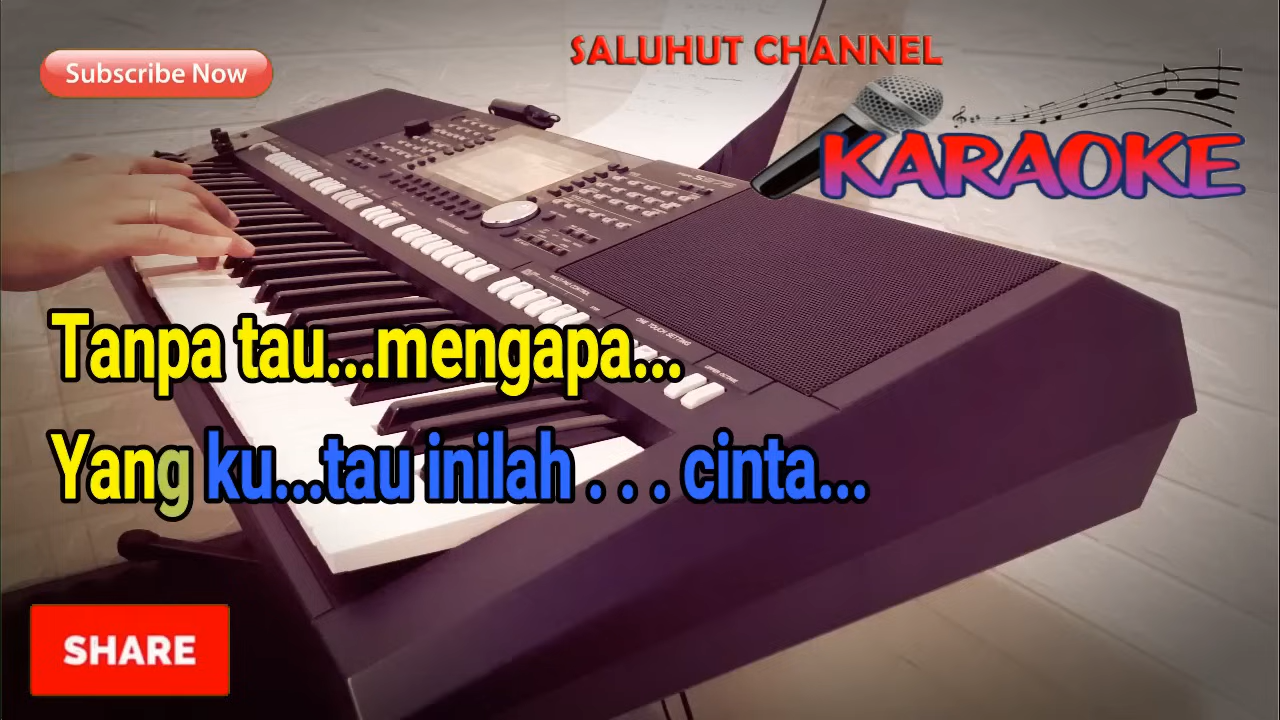 SALUHUT CHANNEL
Subscribe Now
KARAOKE
Tanpa tau...mengapa...
Yang ku...tau inilah . . . cinta...
SHARE